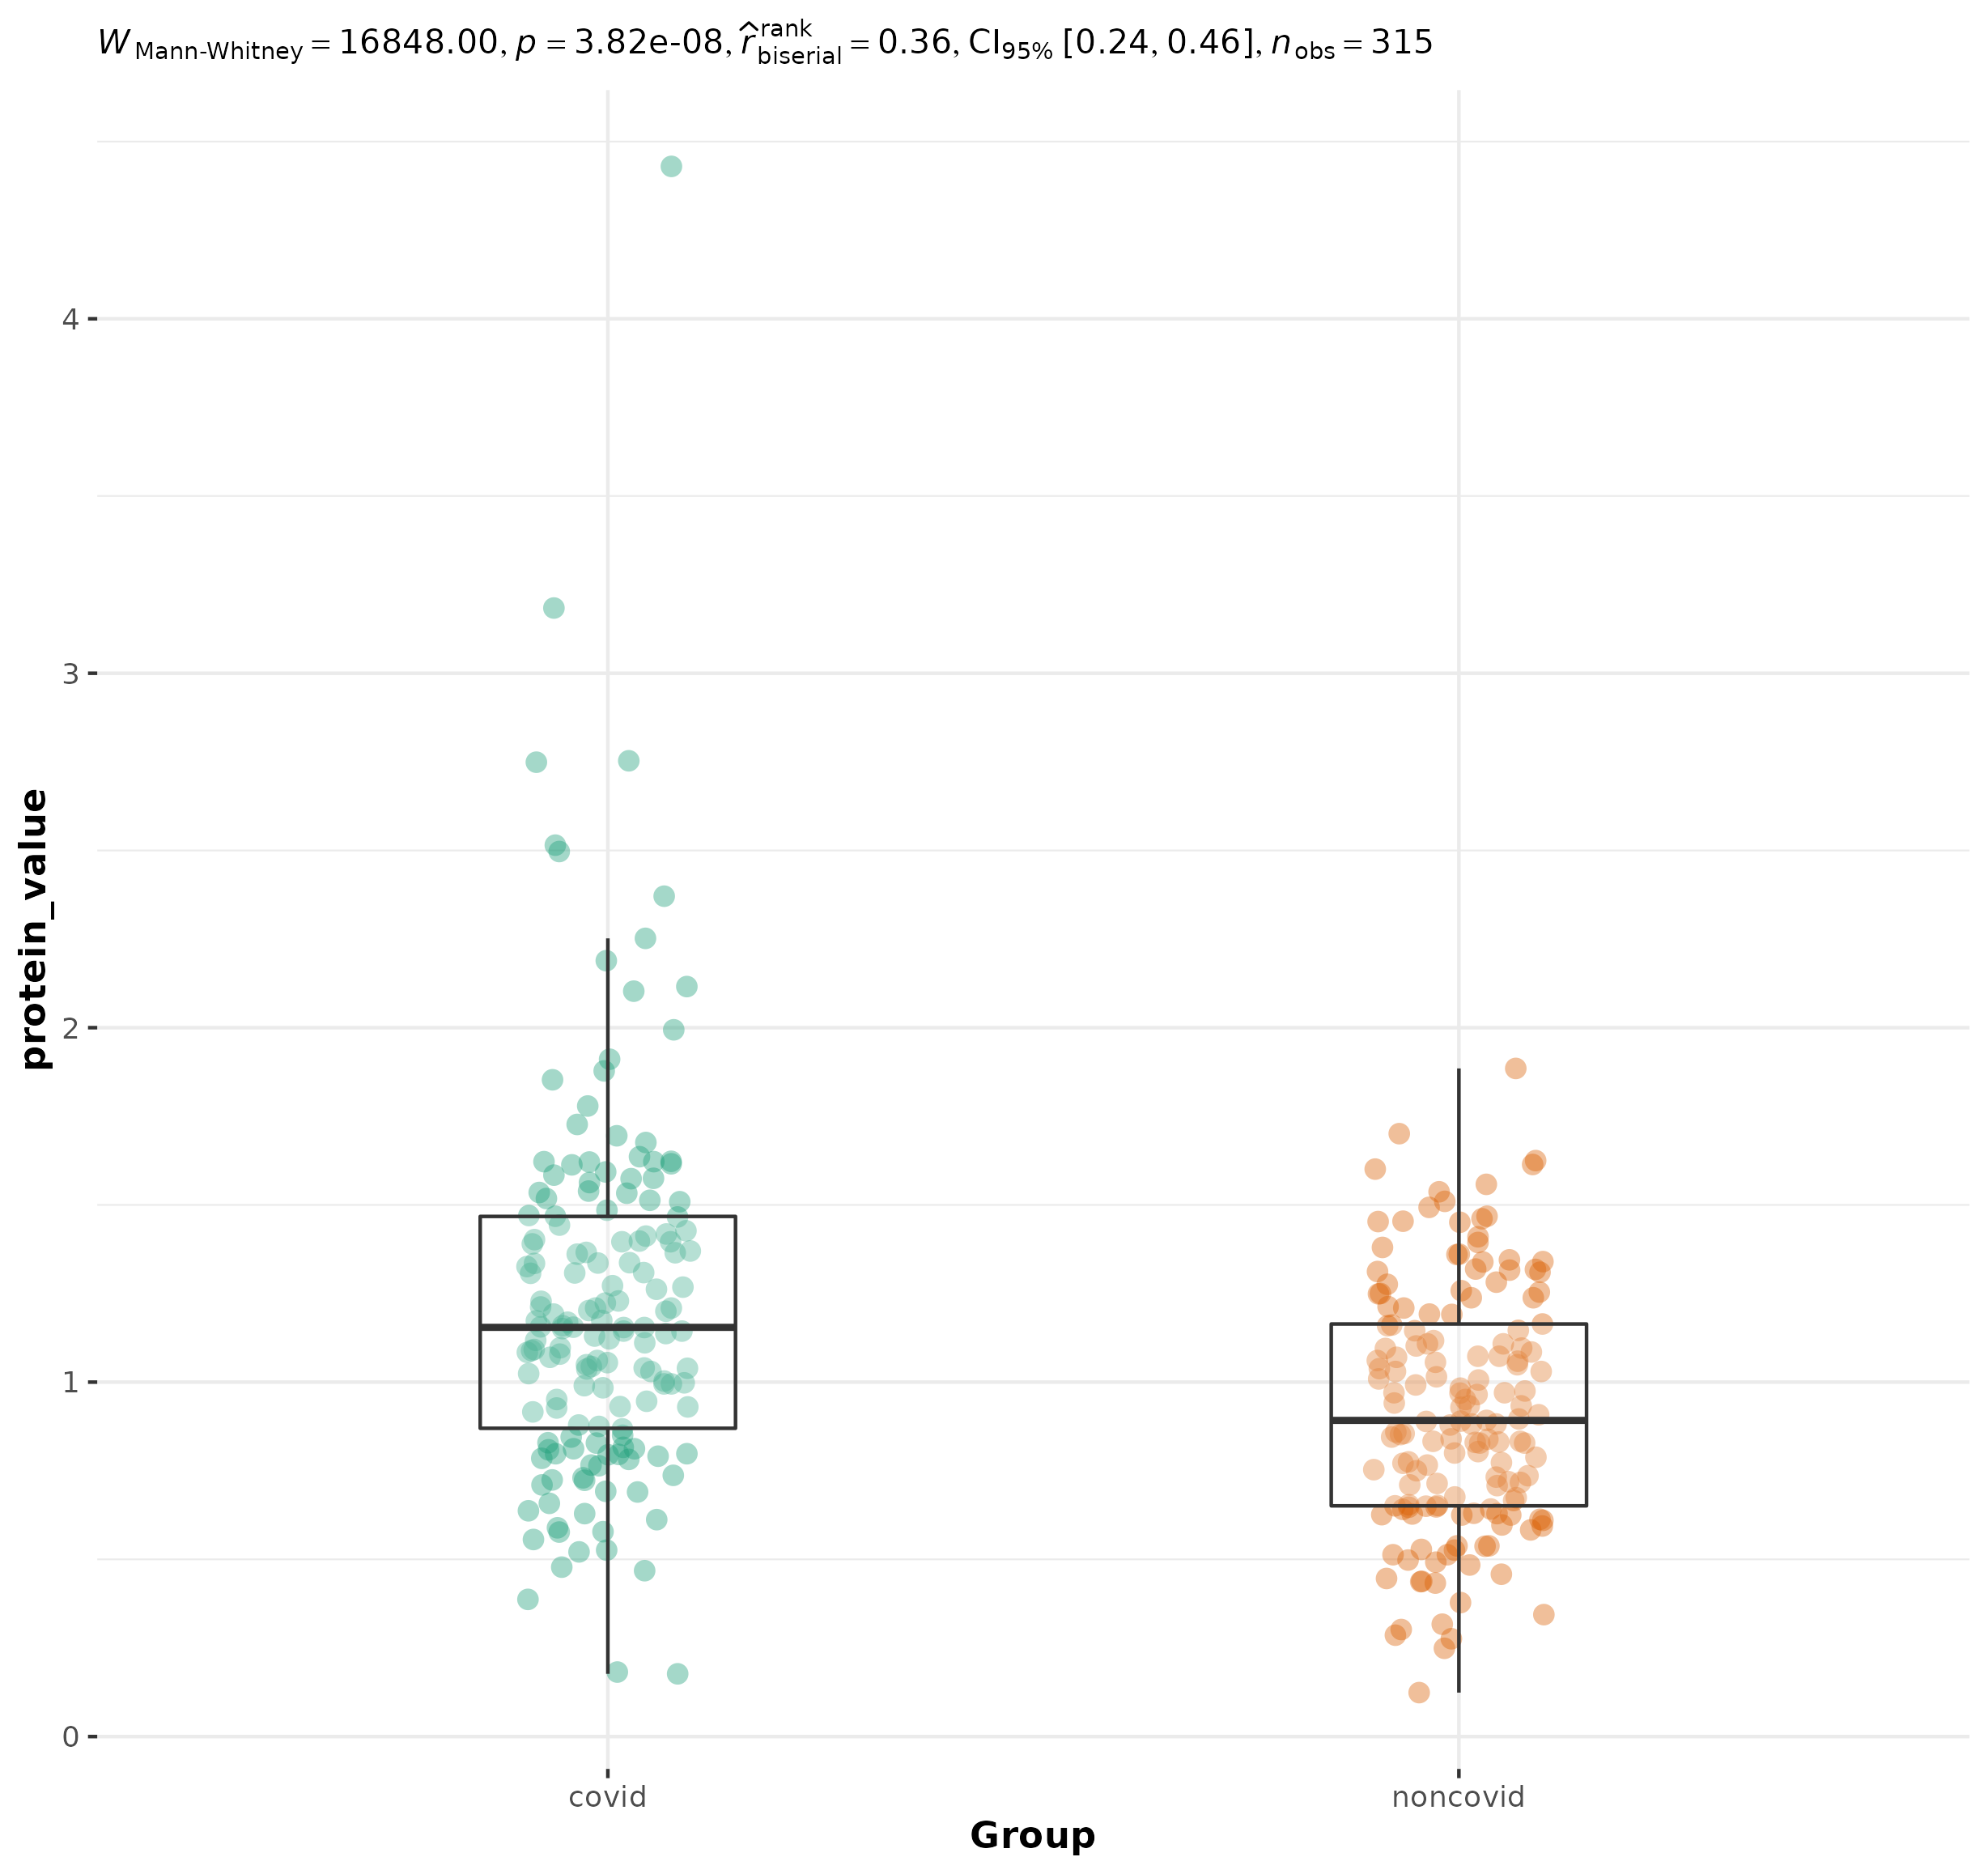 W Mann-Whitney = 16848.00, p = 3.82e-08, r̂ rank biserial = 0.36, CI95% [0.24, 0.46], n obs = 315
protein_value
4
3
2
1
0
covid noncovid
Group